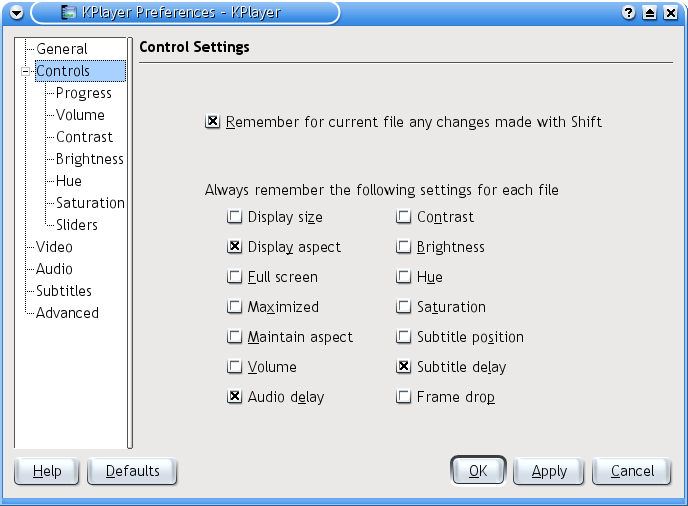 KPlayer Preferences - KPlayer
General
Controls
Progress
Volume
Contrast
Brightness
Hue
Saturation
Sliders
Video
Audio
Subtitles
Advanced
Control Settings
Remember for current file any changes made with Shift
Always remember the following settings for each file
Display size
Contrast
Display aspect
Brightness
Full screen
Hue
Maximized
Saturation
Maintain aspect
Subtitle position
Volume
Subtitle delay
Audio delay
Frame drop
Help
Defaults
OK
Apply
Cancel